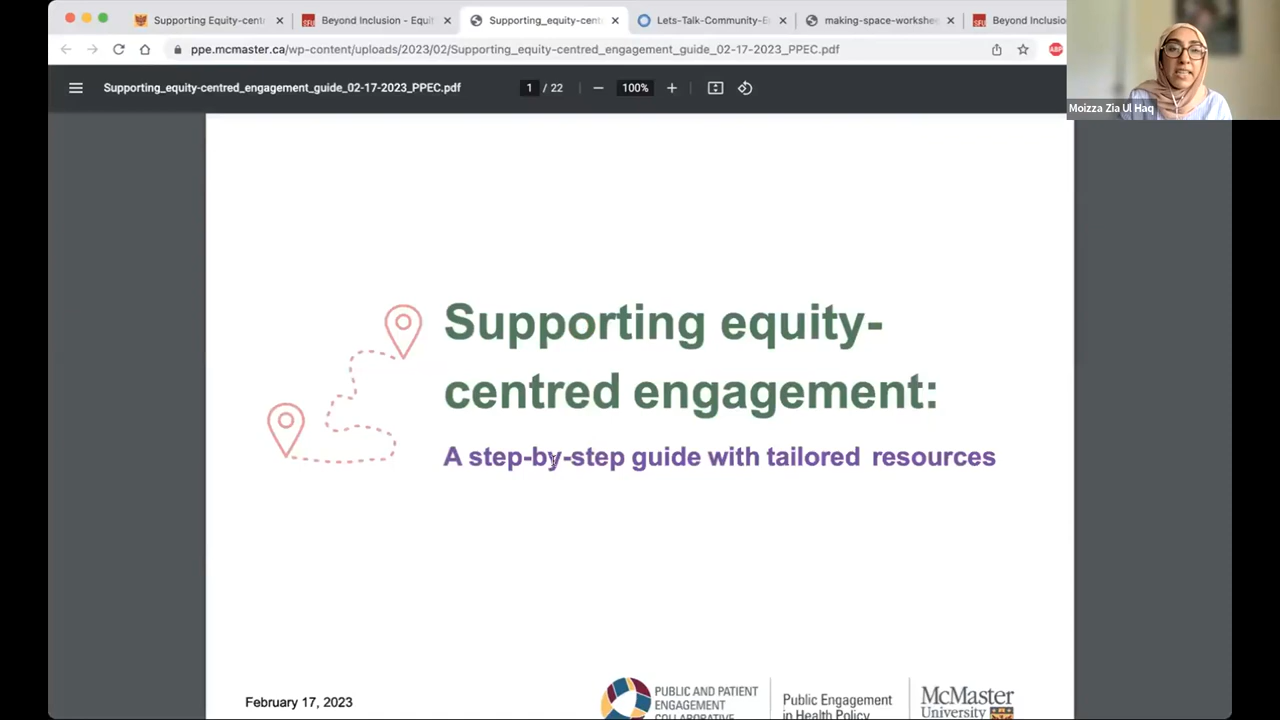 Supporting Equity-cent
Beyond Inclusion - Equit
Supporting_equity-cent
Lets-Talk-Community-E
making-space-workshe
Beyond Inclusio
ppe.mcmaster.ca/wp-content/uploads/2023/02/Supporting_equity-centred_engagement_guide_02-17-2023_PPEC.pdf
ABP
Supporting_equity-centred_engagement_guide_02-17-2023_PPEC.pdf
1 / 22
100%
Moizza Zia Ul Haq
Supporting equity-
centred engagement:
A step-by-step guide with tailored resources
February 17, 2023
PUBLIC AND PATIENT
ENGAGEMENT
COLLABORATIVE
Public Engagement
in Health Policy
McMaster
University